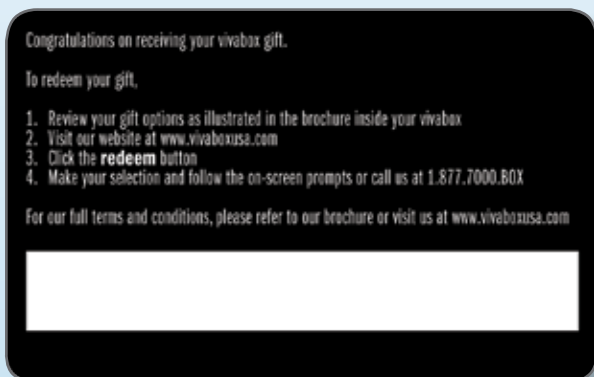 Congratulations on receiving your vivabox gift.
To redeem your gift,
1. Review your gift options as illustrated in the brochure inside your vivabox
2. Visit our website at www.vivaboxusa.com
3. Click the redeem button
4. Make your selection and follow the on-screen prompts or call us at 1.877.7000.BOX
For our full terms and conditions, please refer to our brochure or visit us at www.vivaboxusa.com